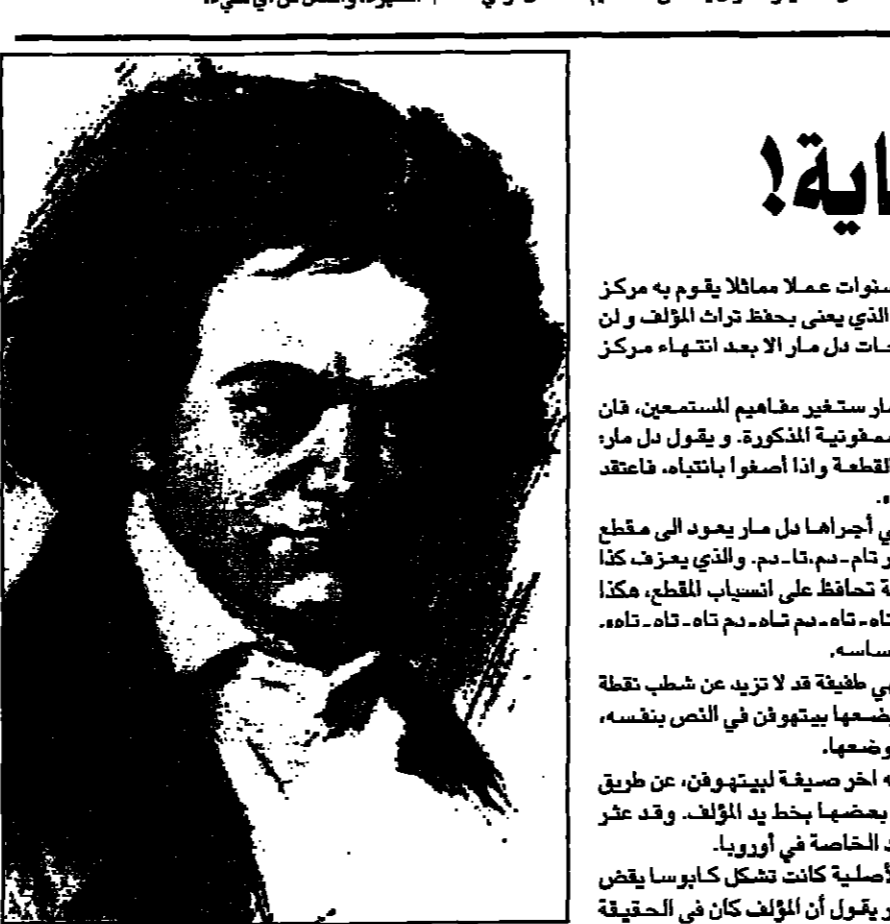 اية!
سنوات عملا مماثلا يقوم به مركز
الذي يعنى بحفظ تراث المؤلف و لن
جات دل مار الا بعد انتهاء مركز
مار ستغير مفاهيم المستمعين، فان
مفونية المذكورة. و يقول دل مار:
القطعة واذا أصغوا بانتباه، فاعتقد
ي أجراها دل مار يعود الى مقطع
ر تام-دم،تا-دم. والذي يعزف كذا
ة تحافظ على انسياب المقطع، هكذا
تاه-تاه-دم تاه-دم تاه-تاه-تاه».
ساسه.
هي طفيفة قد لا تزيد عن شطب نقطة
ضعها بيتهوفن في النص بنفسه،
وضعها.
ه اخر صيغة لبيتهوفن، عن طريق
بعضها بخط يد المؤلف. وقد عثر
د الخاصة في أوروبا.
لأصلية كانت تشكل كابوسا يقض
ر يقول أن المؤلف كان في الحقيقة